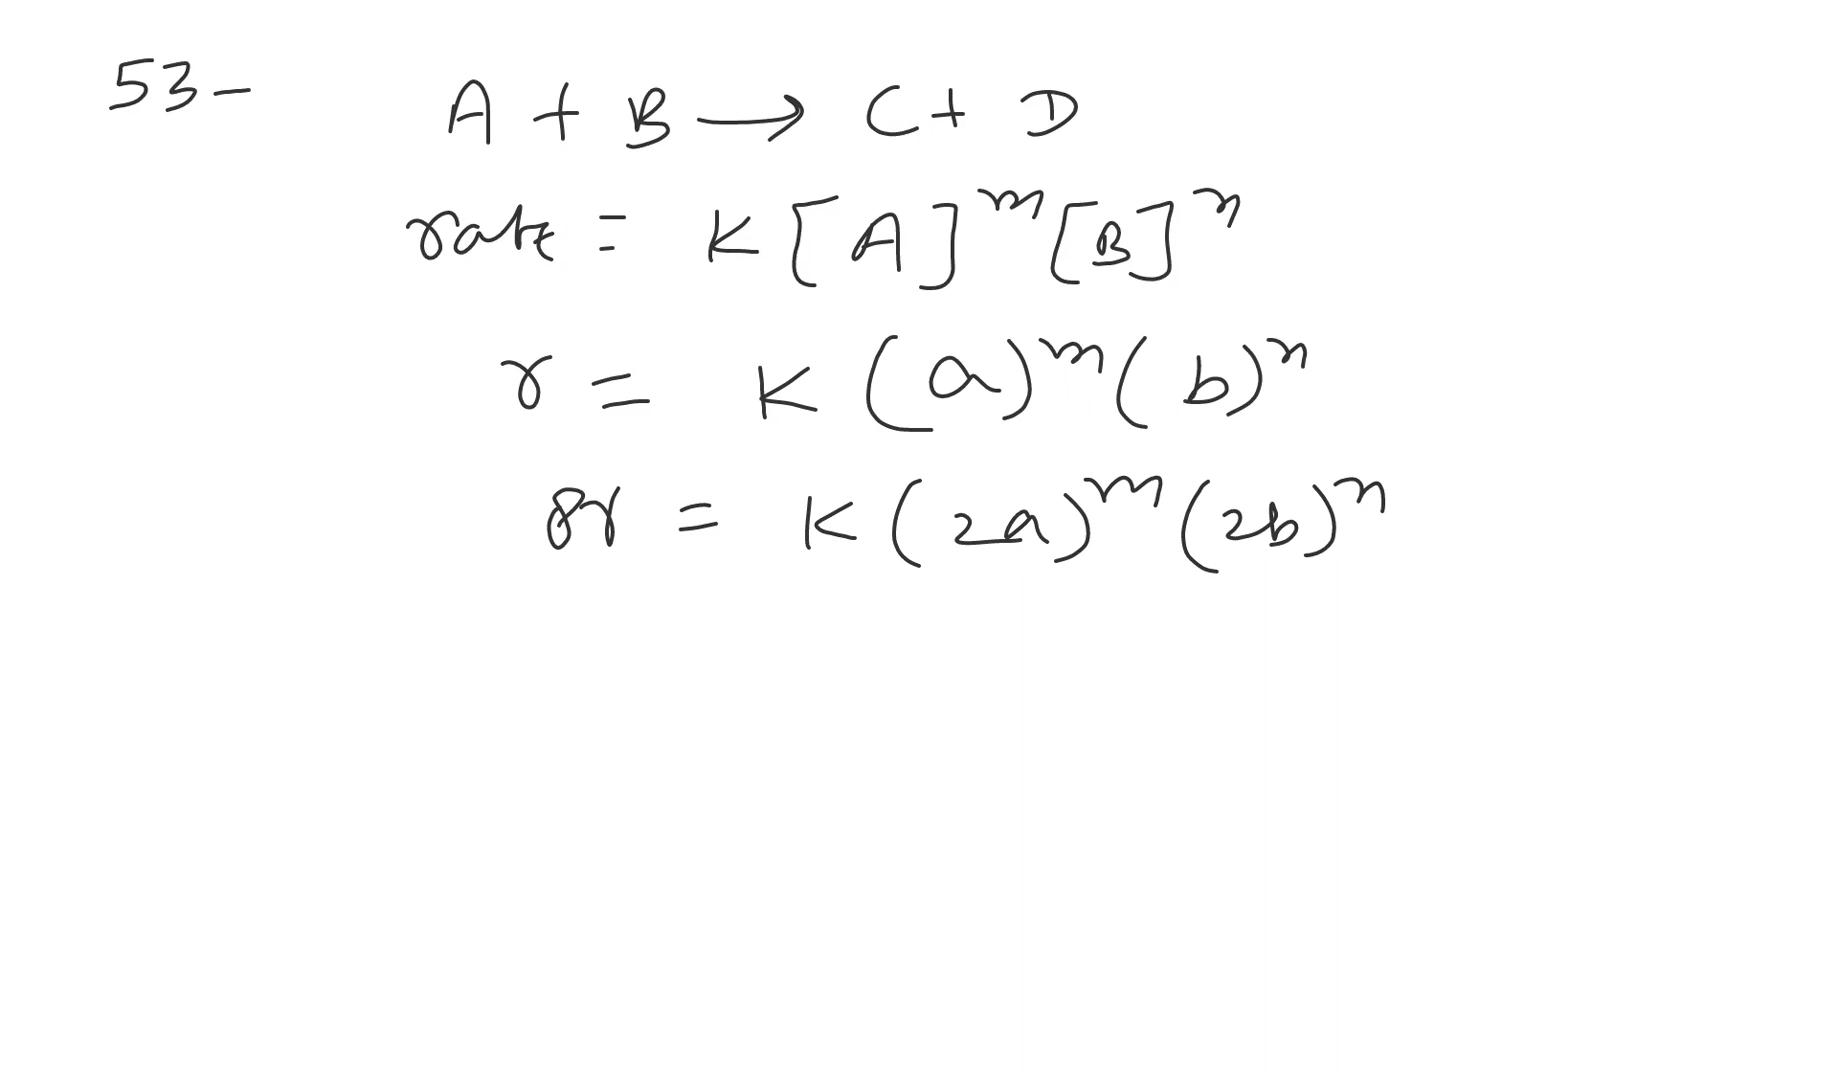 53-
A + B ⟶ C + D
rate = K[A]^m[B]^n
r = K(a)^m(b)^n
8r = K(2a)^m(2b)^n